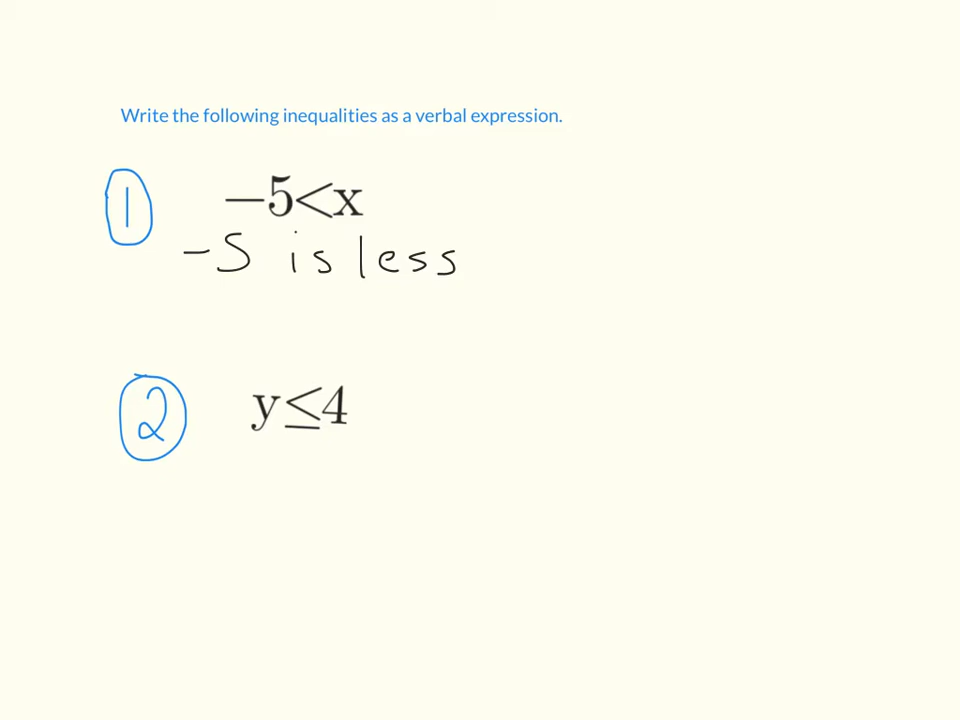 Write the following inequalities as a verbal expression.
1 −5<x
−5 is less
2 y≤4